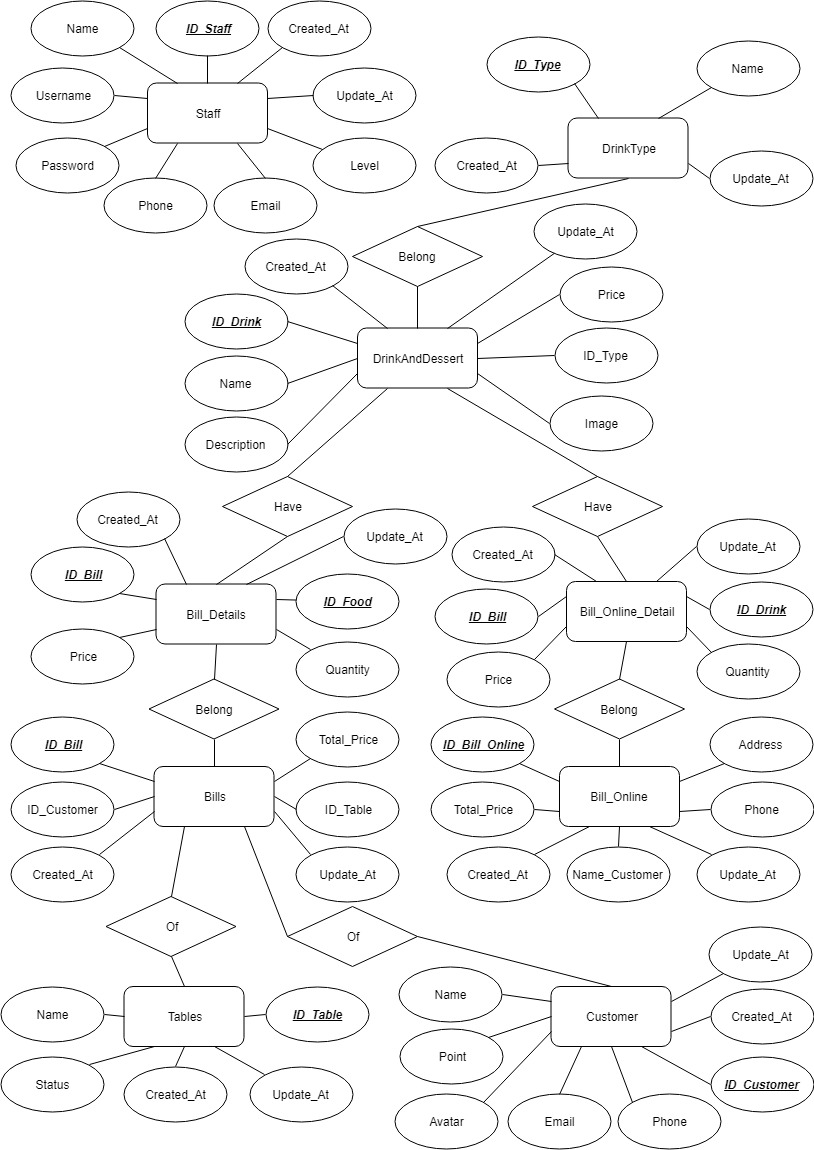 Name
ID_Staff
Created_At
Username
Staff
Update_At
Password
Level
Phone
Email
ID_Type
Name
DrinkType
Created_At
Update_At
Belong
Update_At
Created_At
Price
ID_Drink
DrinkAndDessert
ID_Type
Name
Image
Description
Have
Have
Created_At
Update_At
ID_Bill
Bill_Details
ID_Food
Price
Quantity
Belong
Created_At
Update_At
ID_Bill
Bill_Online_Detail
ID_Drink
Price
Quantity
Belong
ID_Bill
Total_Price
ID_Customer
Bills
ID_Table
Created_At
Update_At
ID_Bill_Online
Address
Total_Price
Bill_Online
Phone
Created_At
Name_Customer
Update_At
Of
Of
Name
Tables
ID_Table
Status
Created_At
Update_At
Update_At
Name
Customer
Created_At
Point
ID_Customer
Avatar
Email
Phone